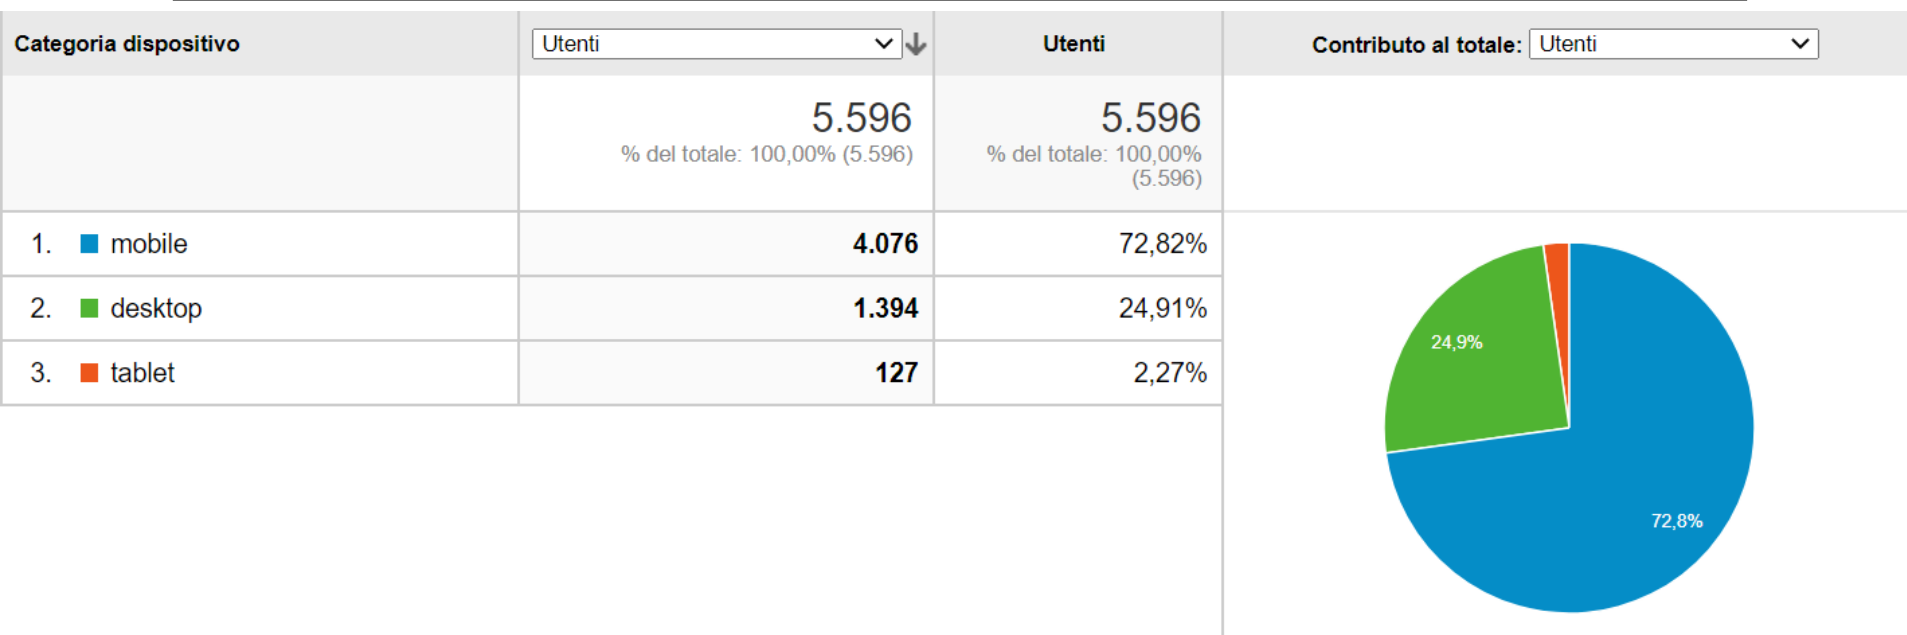 Categoria dispositivo
Utenti
Utenti
Contributo al totale: Utenti
5.596
% del totale: 100,00% (5.596)
5.596
% del totale: 100,00%
(5.596)
1. mobile 4.076 72,82%
2. desktop 1.394 24,91%
3. tablet 127 2,27%
24,9%
72,8%